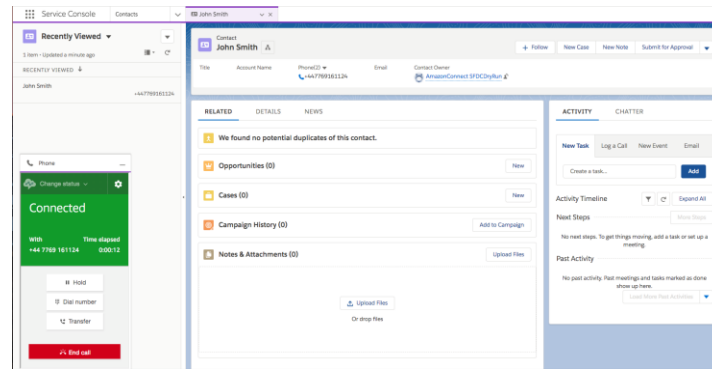 Service Console
Contacts
John Smith
Recently Viewed
1 item • Updated a minute ago
RECENTLY VIEWED
John Smith
+447769161124
Contact
John Smith
+ Follow
New Case
New Note
Submit for Approval
Title
Account Name
Phone(2)
Email
Contact Owner
+447769161124
AmazonConnect SFDCDryRun
RELATED
DETAILS
NEWS
We found no potential duplicates of this contact.
Opportunities (0)
New
Cases (0)
New
Campaign History (0)
Add to Campaign
Notes & Attachments (0)
Upload Files
Upload Files
Or drop files
ACTIVITY
CHATTER
New Task
Log a Call
New Event
Email
Create a task...
Add
Activity Timeline
Expand All
Next Steps
More Steps
No next steps. To get things moving, add a task or set up a
meeting.
Past Activity
No past activity. Past meetings and tasks marked as done
show up here.
Load More Past Activities
Phone
Change status
Connected
With
Time elapsed
+44 7769 161124
0:00:12
Hold
Dial number
Transfer
End call